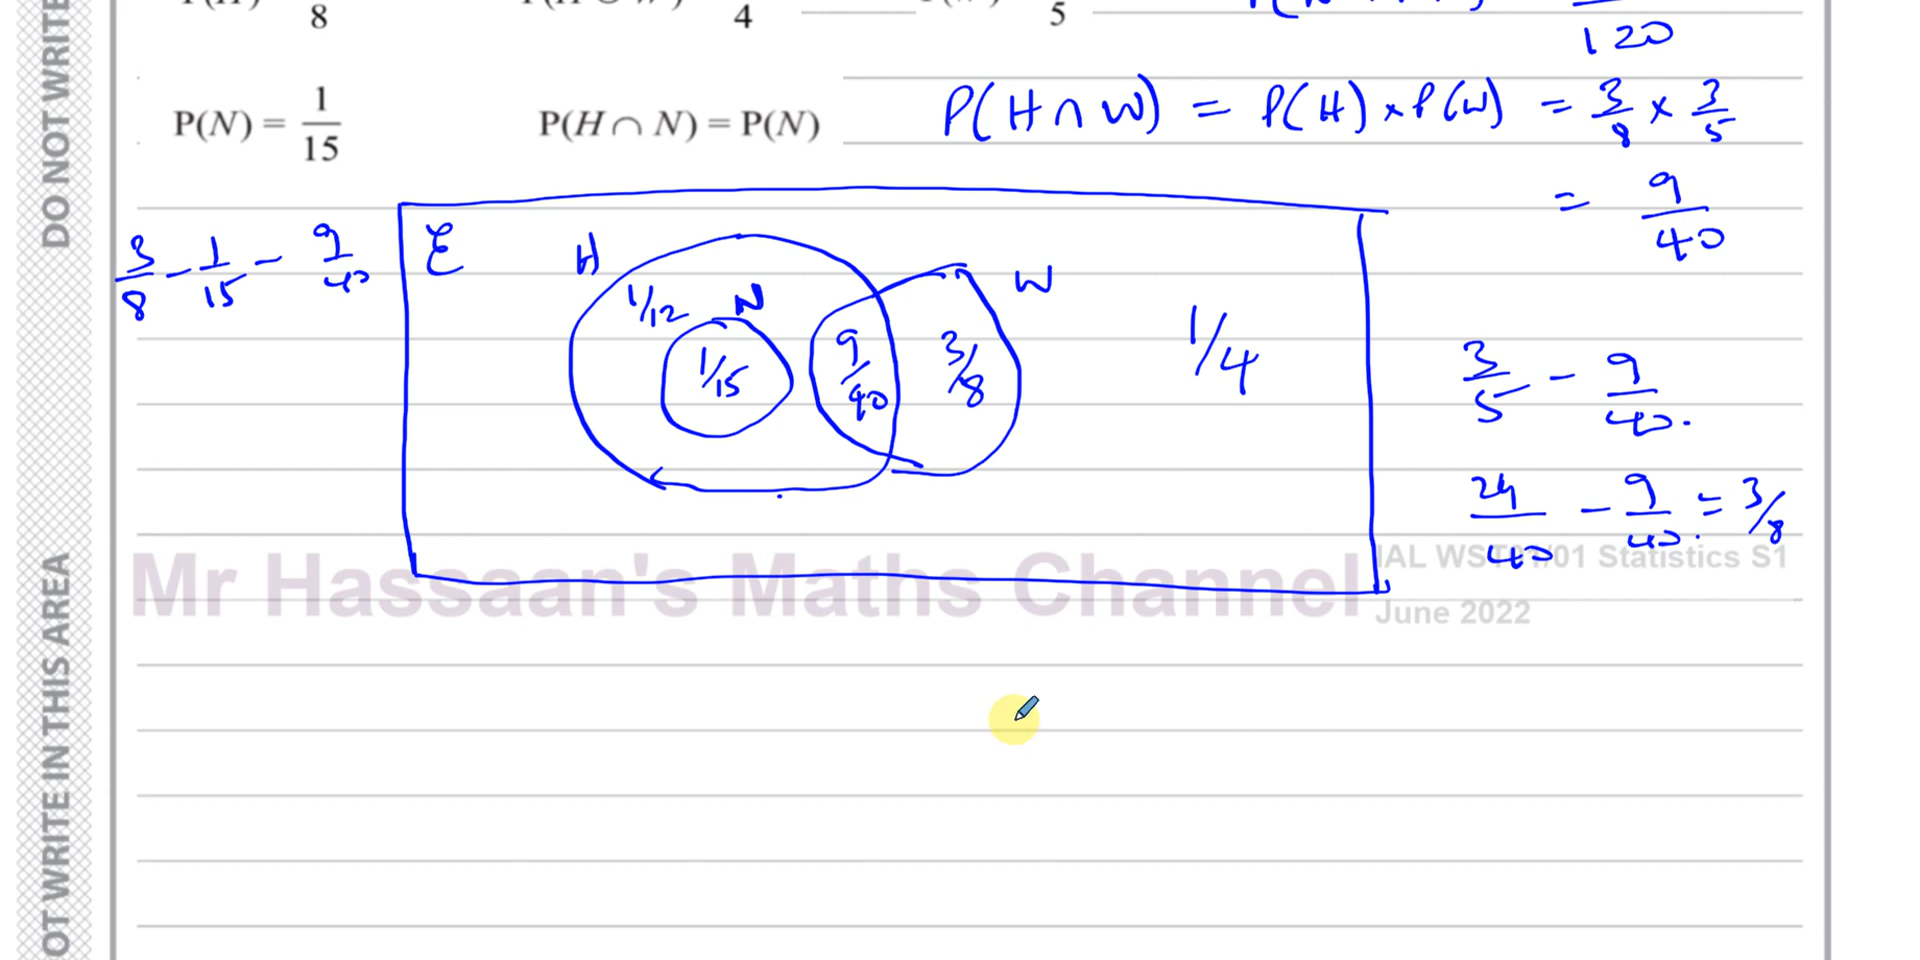 8
4
5
120
P(N) = 1/15
P(H ∩ N) = P(N)
P(H ∩ W) = P(H) × P(W) = 3/8 × 3/5
= 9/40
3/8 - 1/15 - 9/40
ℰ
H
W
1/12
N
1/15
9/40
3/8
1/4
3/5 - 9/40.
24/40 - 9/40. = 3/8
Mr Hassaan's Maths Channel
IAL WST01/01 Statistics S1
June 2022
DO NOT WRITE
OT WRITE IN THIS AREA